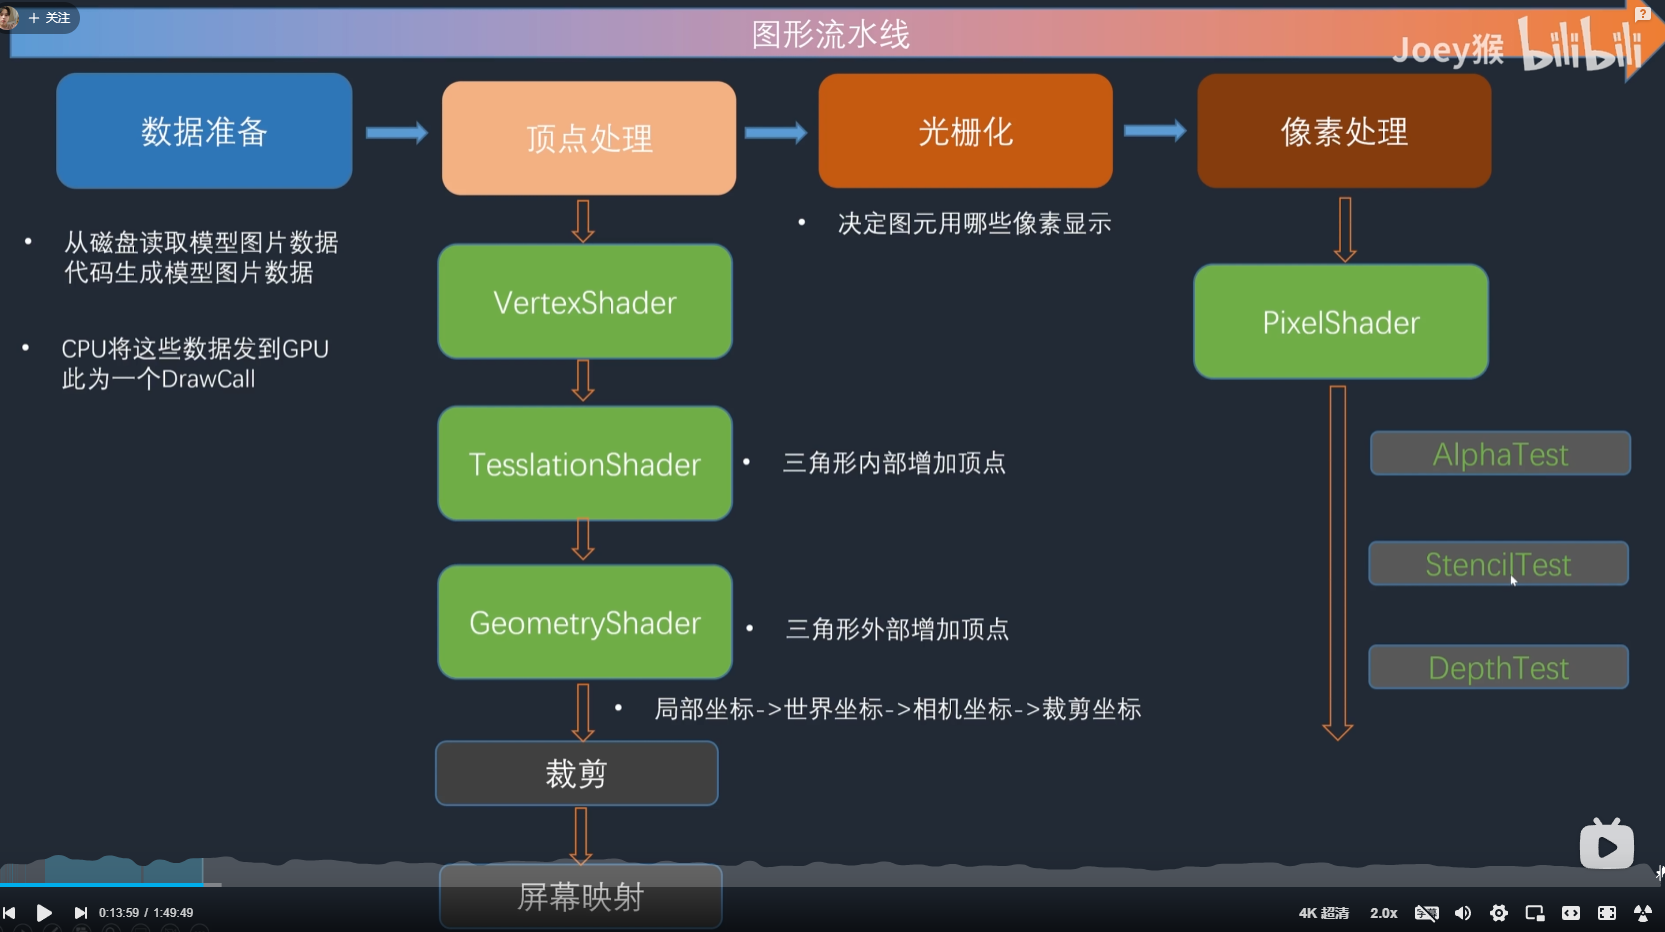 + 关注
图形流水线
Joey猴 bilibili
数据准备
顶点处理
光栅化
像素处理
• 从磁盘读取模型图片数据
代码生成模型图片数据
• CPU将这些数据发到GPU
此为一个DrawCall
VertexShader
TesslationShader
• 三角形内部增加顶点
GeometryShader
• 三角形外部增加顶点
• 局部坐标->世界坐标->相机坐标->裁剪坐标
裁剪
屏幕映射
• 决定图元用哪些像素显示
PixelShader
AlphaTest
StencilTest
DepthTest
0:13:59 / 1:49:49
4K 超清
2.0x